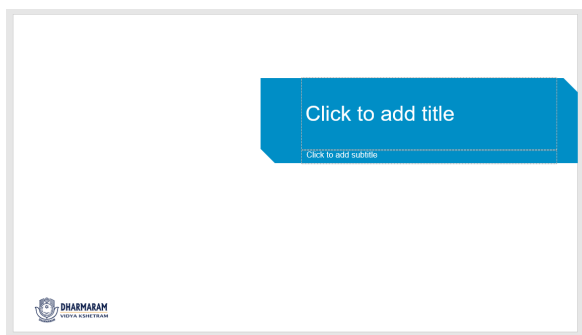 Click to add title
Click to add subtitle
DHARMARAM
VIDYA KSHETRAM